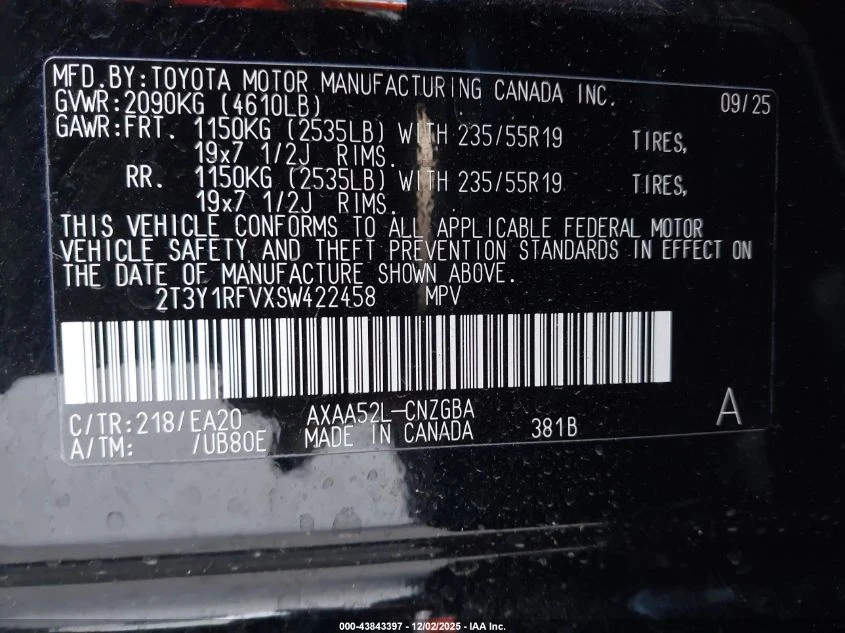 MFD.BY:TOYOTA MOTOR MANUFACTURING CANADA INC. 09/25
GVWR:2090KG (4610LB)
GAWR:FRT. 1150KG (2535LB) WITH 235/55R19 TIRES,
19x7 1/2J RIMS.
RR. 1150KG (2535LB) WITH 235/55R19 TIRES,
19x7 1/2J RIMS.
THIS VEHICLE CONFORMS TO ALL APPLICABLE FEDERAL MOTOR
VEHICLE SAFETY AND THEFT PREVENTION STANDARDS IN EFFECT ON
THE DATE OF MANUFACTURE SHOWN ABOVE.
2T3Y1RFVXSW422458 MPV
C/TR:218/EA20 AXAA52L-CNZGBA A
A/TM: /UB80E MADE IN CANADA 381B
000-43843397 - 12/02/2025 - IAA Inc.